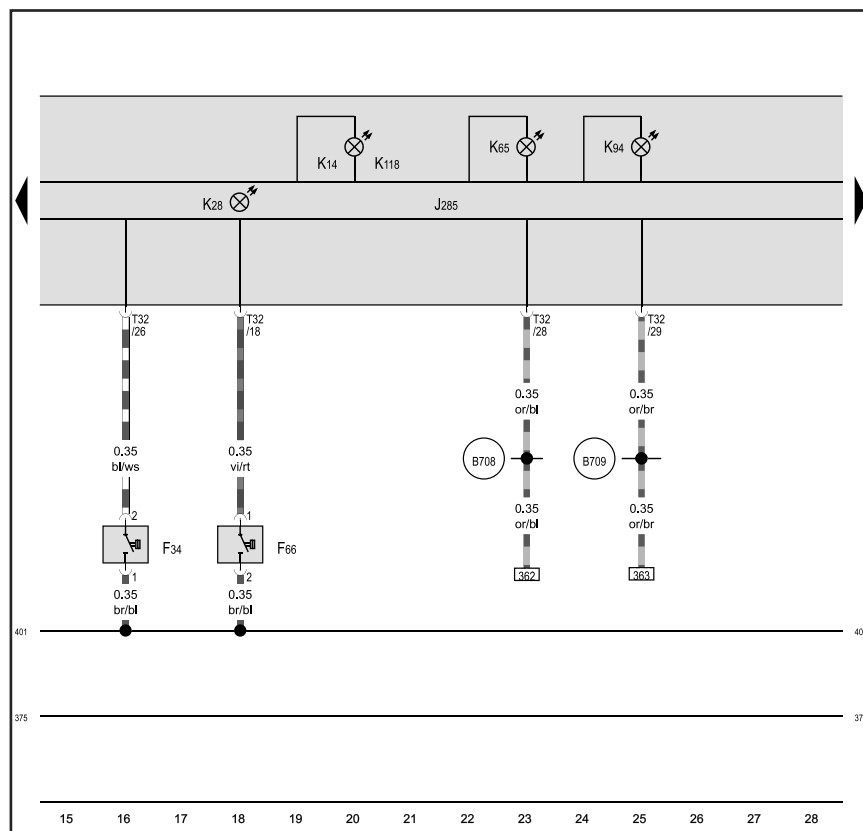 K14 K118 K65 K94
K28 J285
T32 T32 T32 T32
/26 /18 /28 /29
0.35 0.35
or/bl or/br
0.35 0.35
bl/ws vi/rt
B708 B709
0.35 0.35
or/bl or/br
2 1
F34 F66
1 2
362 363
0.35 0.35
br/bl br/bl
401 40
375 37
15 16 17 18 19 20 21 22 23 24 25 26 27 28